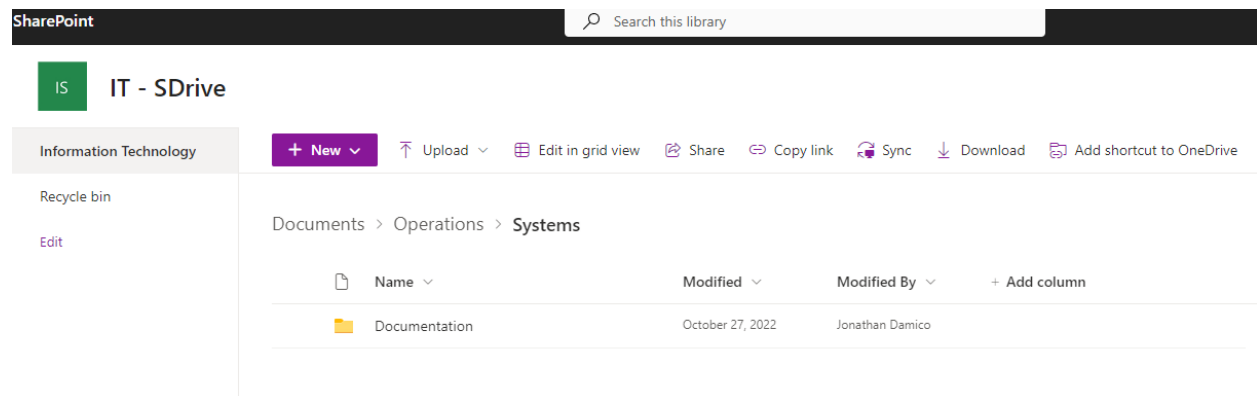 SharePoint
Search this library
IS
IT - SDrive
Information Technology
Recycle bin
Edit
+ New
Upload
Edit in grid view
Share
Copy link
Sync
Download
Add shortcut to OneDrive
Documents > Operations > Systems
Name
Modified
Modified By
+ Add column
Documentation
October 27, 2022
Jonathan Damico